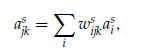 a^s_{jk} = \sum_i w^s_{ijk} a^s_i,